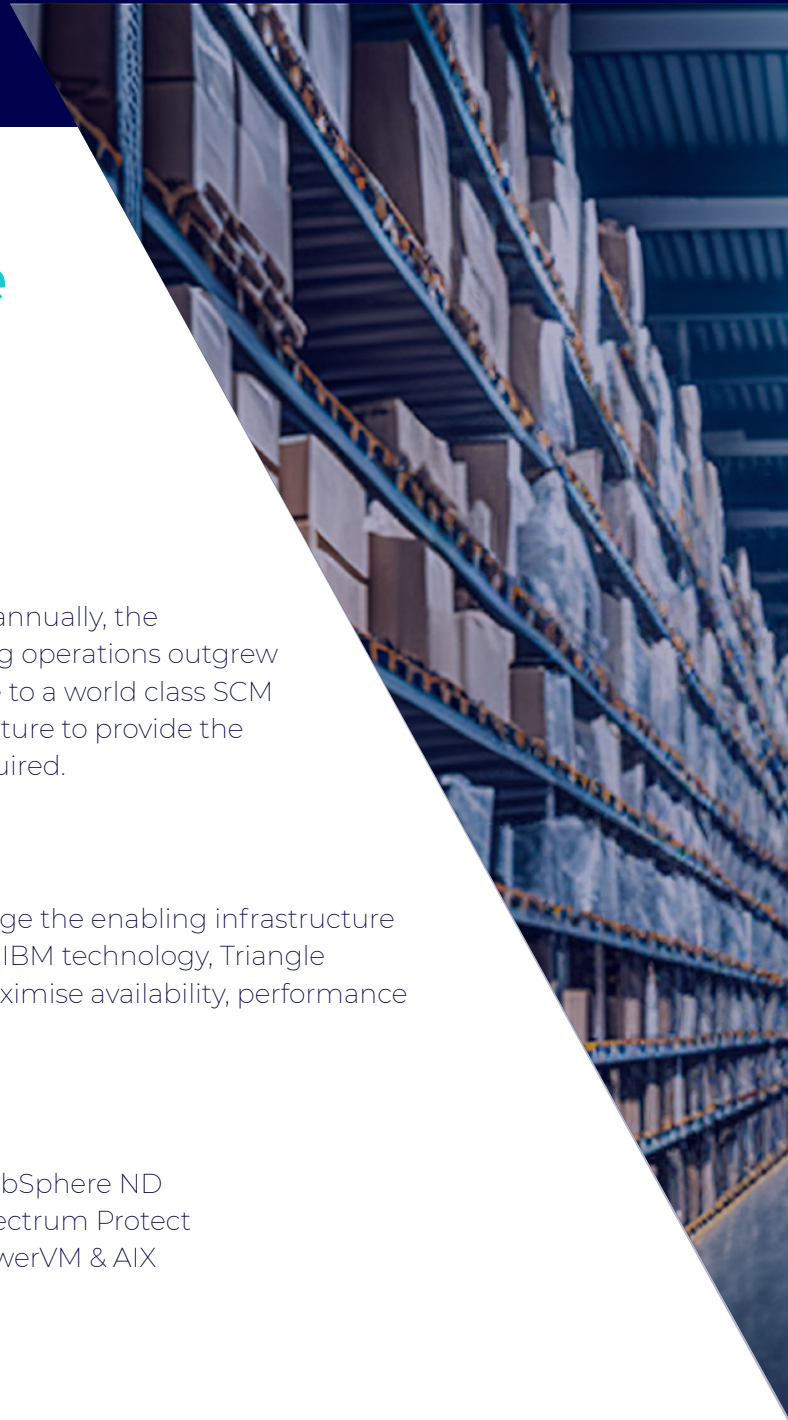 e
annually, the
g operations outgrew
e to a world class SCM
ture to provide the
uired.
ge the enabling infrastructure
IBM technology, Triangle
ximise availability, performance
bSphere ND
ectrum Protect
werVM & AIX